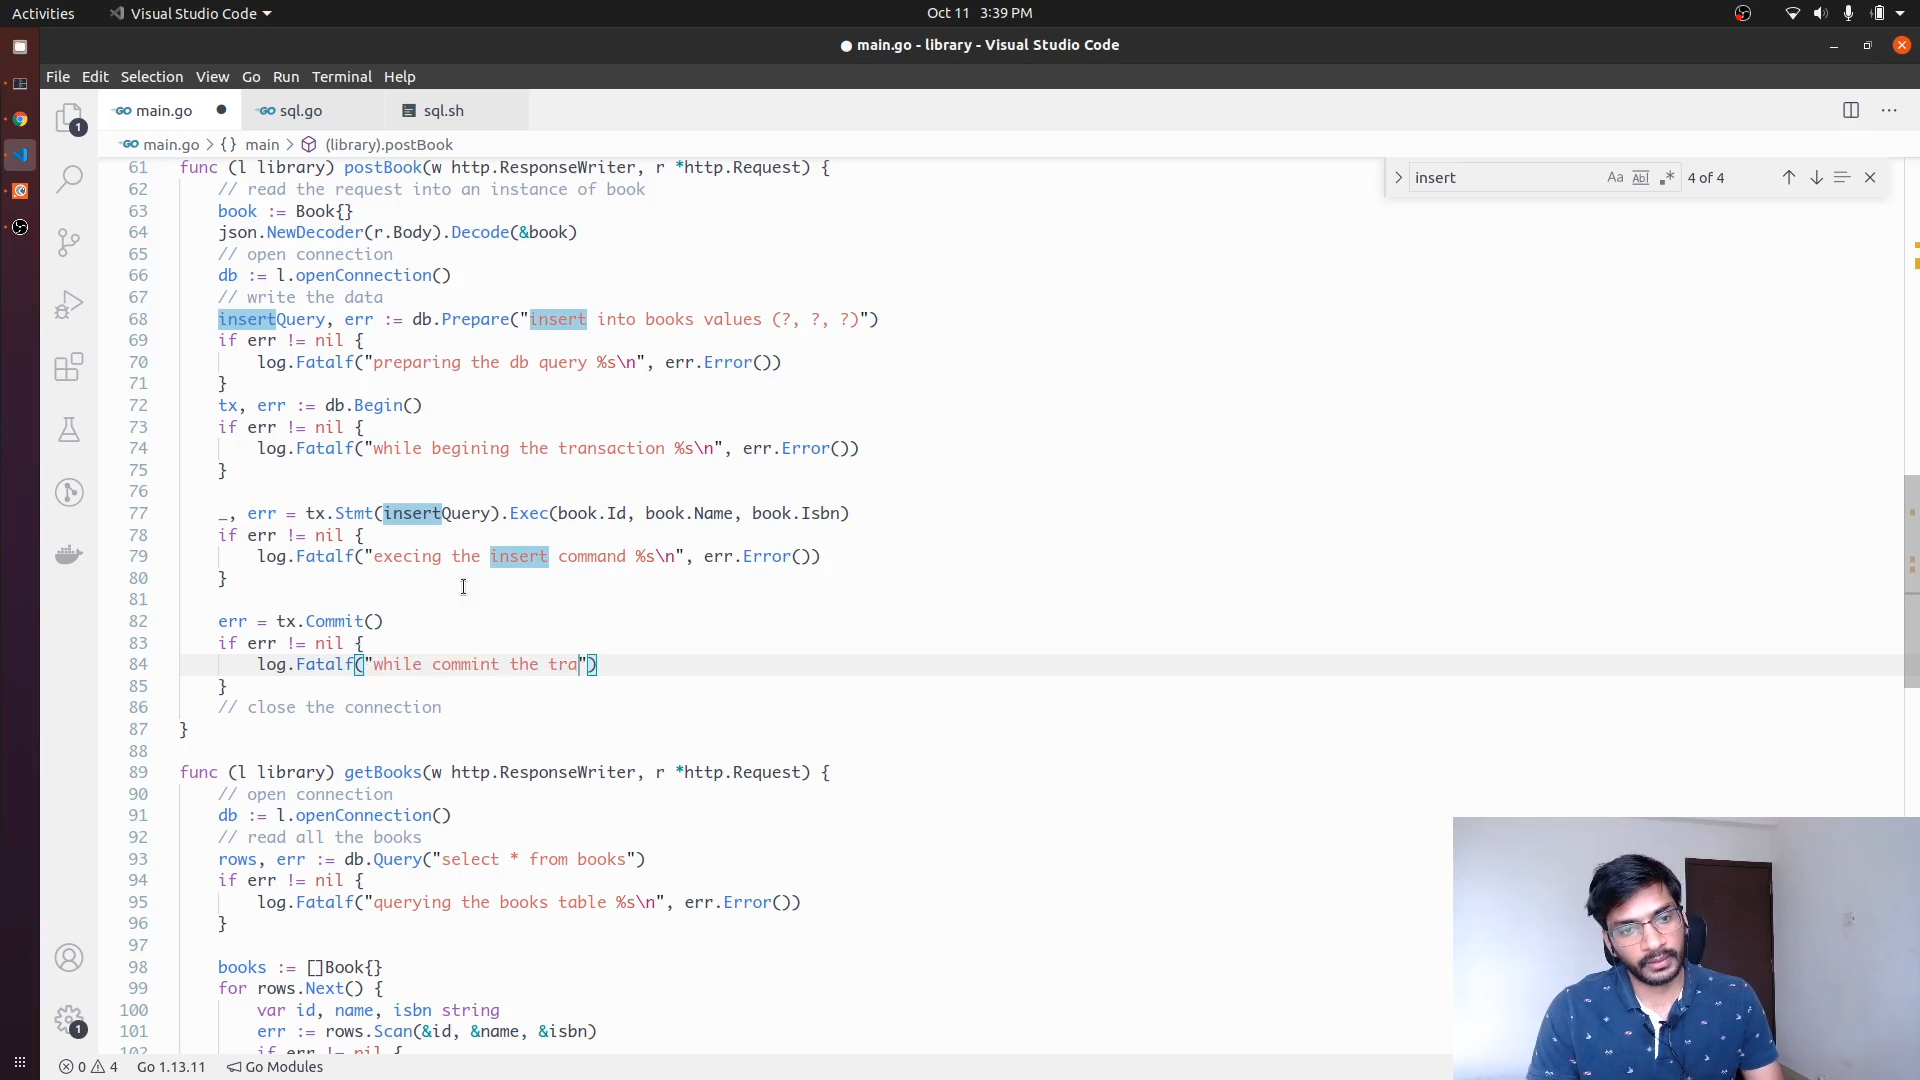 Activities Visual Studio Code Oct 11 3:39 PM
main.go - library - Visual Studio Code
File Edit Selection View Go Run Terminal Help
main.go sql.go sql.sh
main.go > {} main > (library).postBook
insert Aa Abl .* 4 of 4
61 func (l library) postBook(w http.ResponseWriter, r *http.Request) {
62 // read the request into an instance of book
63 book := Book{}
64 json.NewDecoder(r.Body).Decode(&book)
65 // open connection
66 db := l.openConnection()
67 // write the data
68 insertQuery, err := db.Prepare("insert into books values (?, ?, ?)")
69 if err != nil {
70 log.Fatalf("preparing the db query %s\n", err.Error())
71 }
72 tx, err := db.Begin()
73 if err != nil {
74 log.Fatalf("while begining the transaction %s\n", err.Error())
75 }
76
77 _, err = tx.Stmt(insertQuery).Exec(book.Id, book.Name, book.Isbn)
78 if err != nil {
79 log.Fatalf("execing the insert command %s\n", err.Error())
80 }
81
82 err = tx.Commit()
83 if err != nil {
84 log.Fatalf("while commint the tra")
85 }
86 // close the connection
87 }
88
89 func (l library) getBooks(w http.ResponseWriter, r *http.Request) {
90 // open connection
91 db := l.openConnection()
92 // read all the books
93 rows, err := db.Query("select * from books")
94 if err != nil {
95 log.Fatalf("querying the books table %s\n", err.Error())
96 }
97
98 books := []Book{}
99 for rows.Next() {
100 var id, name, isbn string
101 err := rows.Scan(&id, &name, &isbn)
102 if err != nil {
1
1
0 4 Go 1.13.11 Go Modules